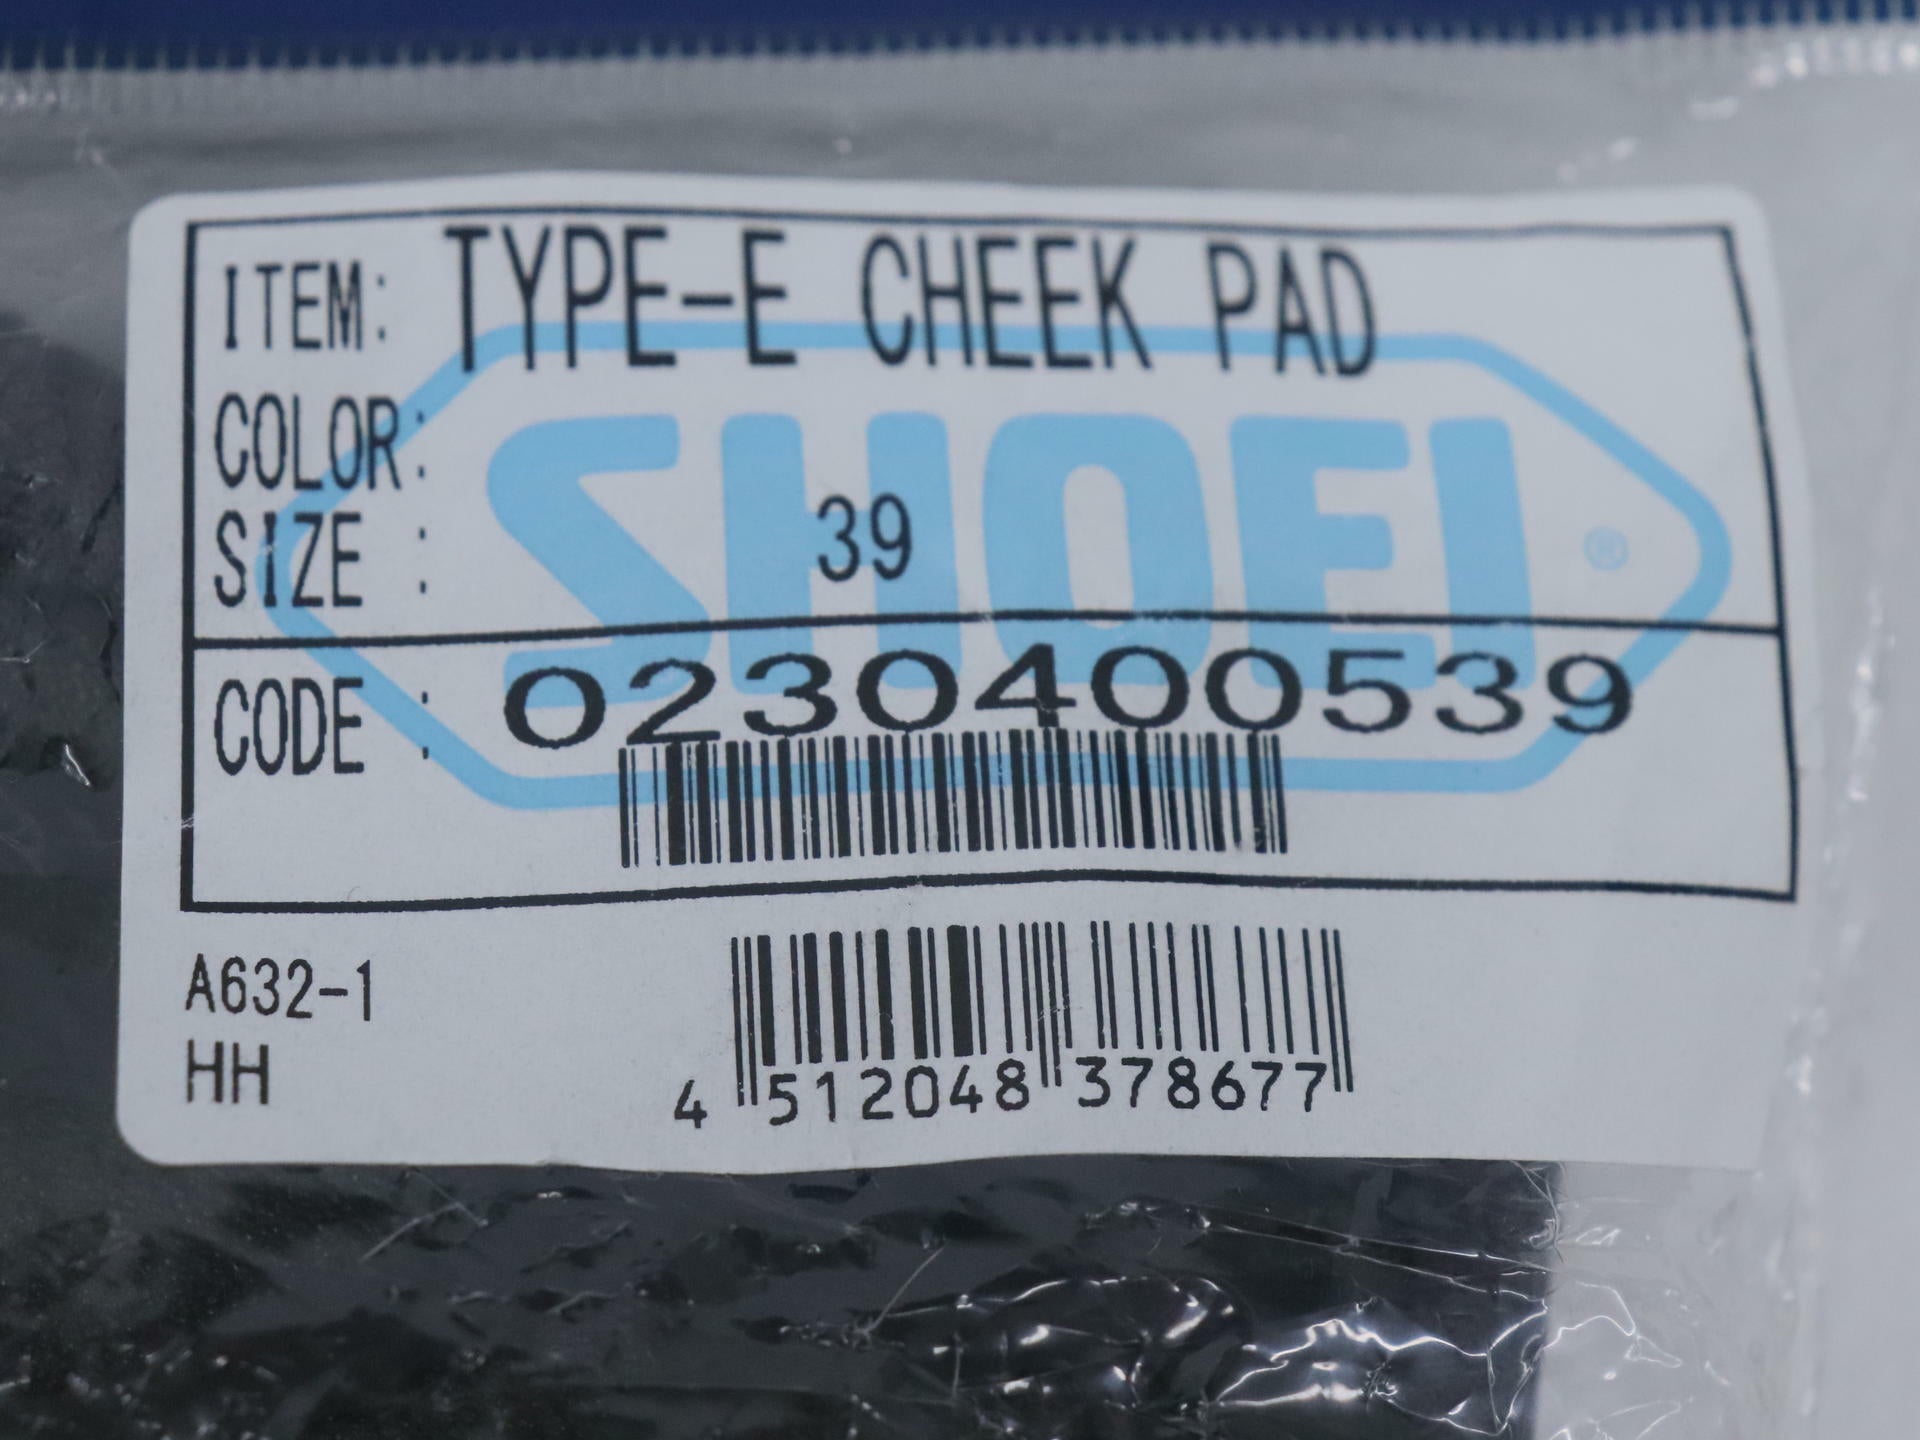 ITEM: TYPE-E CHEEK PAD
COLOR:
SHOEI ®
SIZE : 39
CODE : 0230400539
A632-1
HH
4 512048 378677